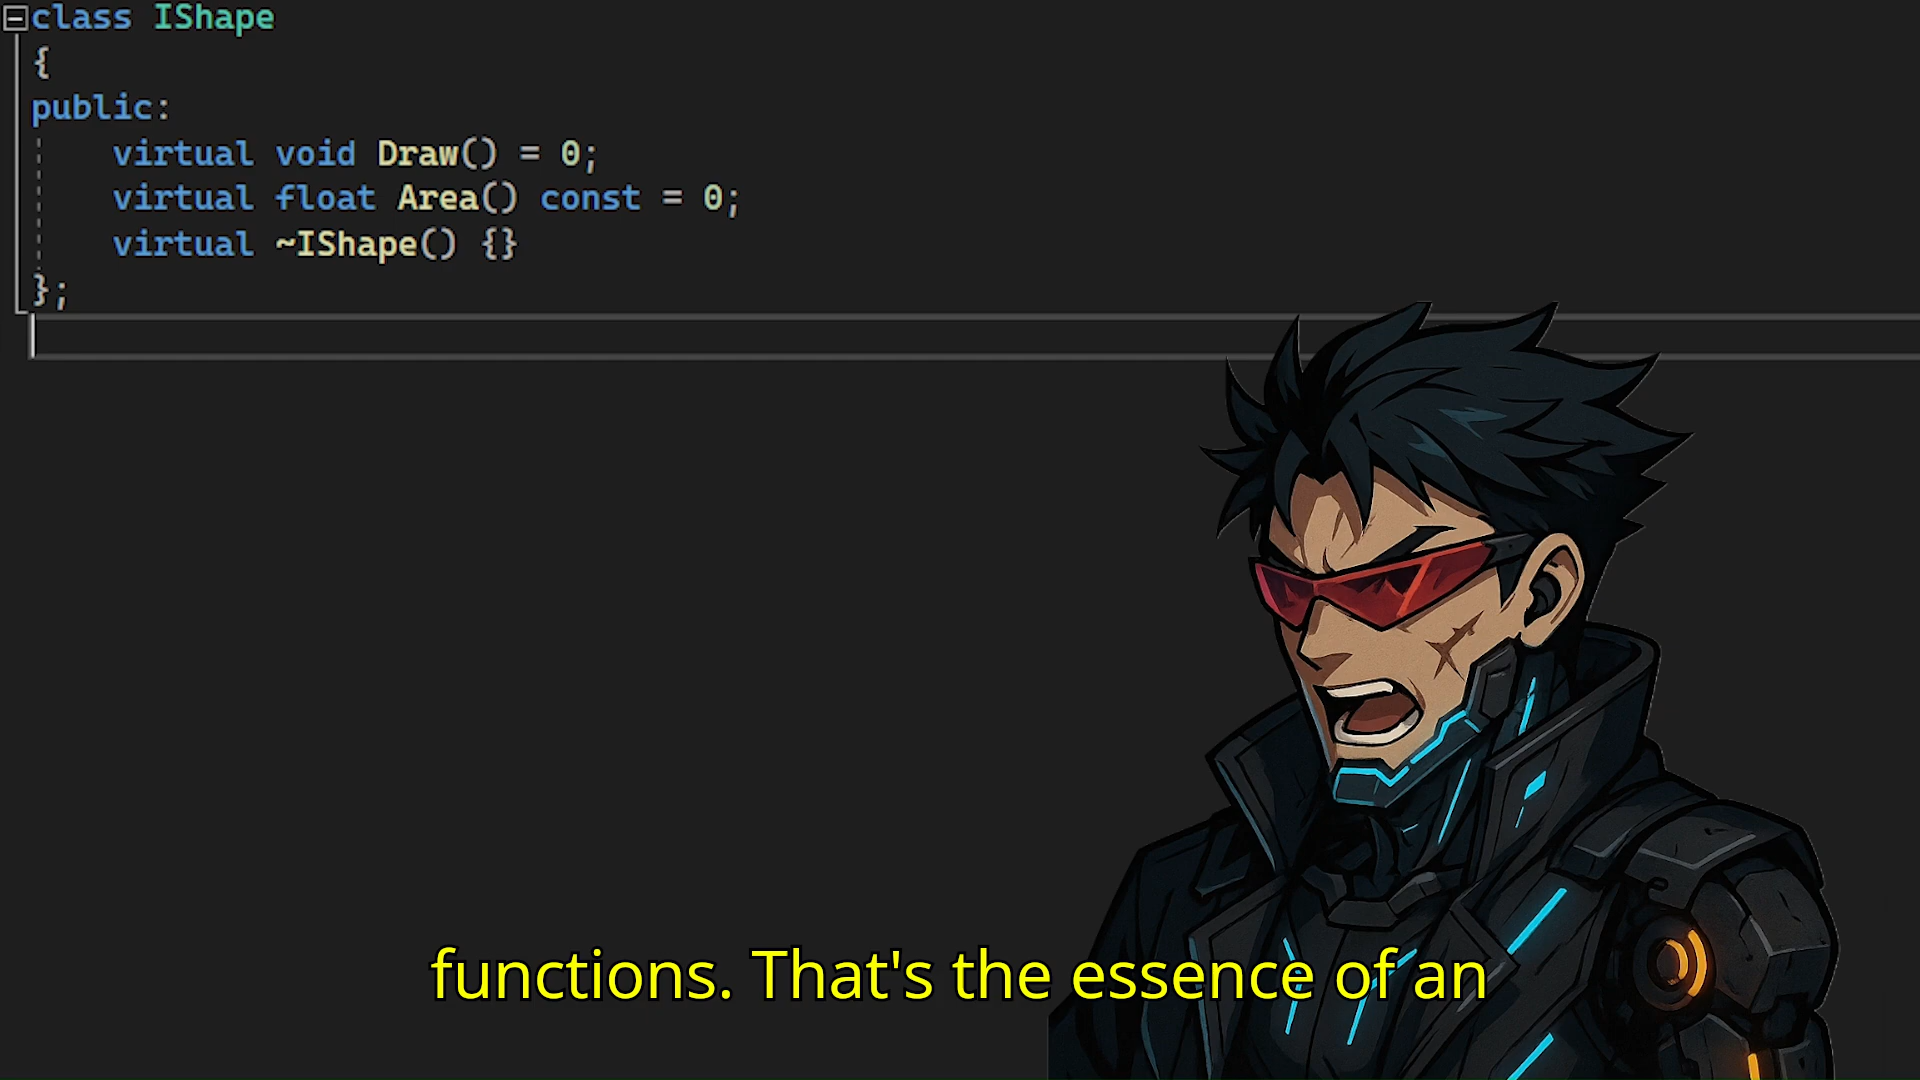 class IShape
{
public:
    virtual void Draw() = 0;
    virtual float Area() const = 0;
    virtual ~IShape() {}
};
functions. That's the essence of an